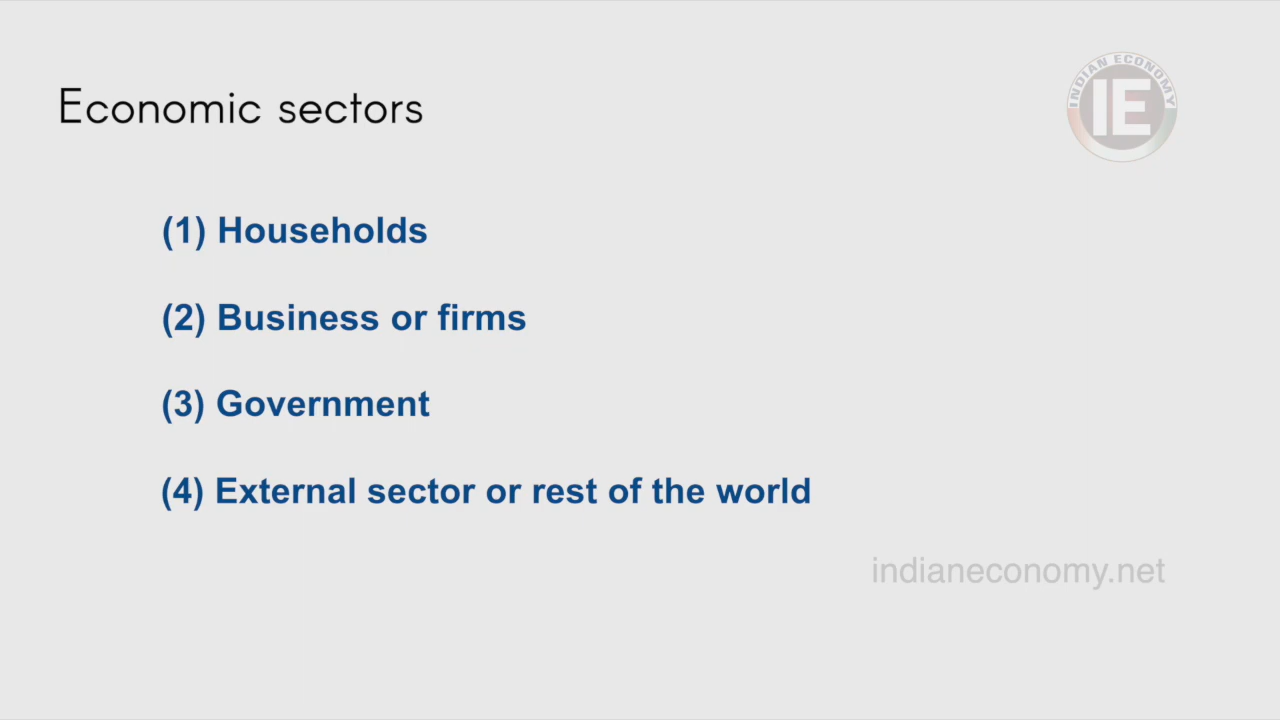 INDIAN ECONOMY
IE
Economic sectors
(1) Households
(2) Business or firms
(3) Government
(4) External sector or rest of the world
indianeconomy.net